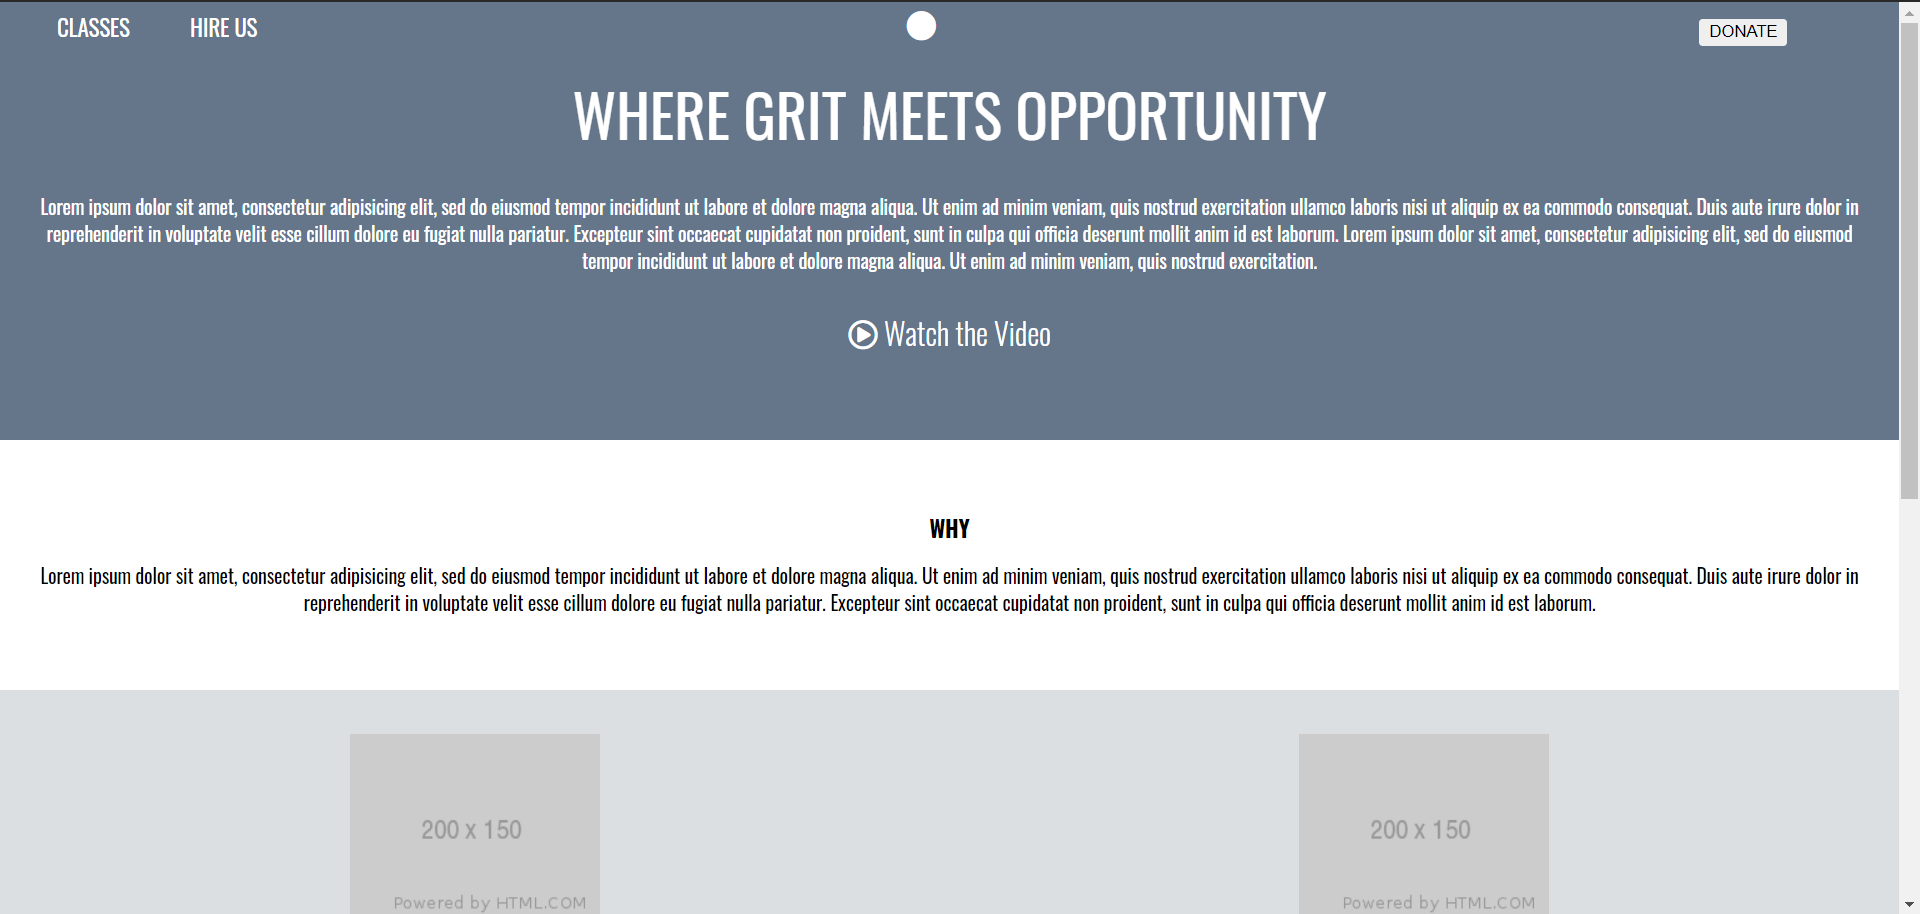 CLASSES HIRE US DONATE
WHERE GRIT MEETS OPPORTUNITY
Lorem ipsum dolor sit amet, consectetur adipisicing elit, sed do eiusmod tempor incididunt ut labore et dolore magna aliqua. Ut enim ad minim veniam, quis nostrud exercitation ullamco laboris nisi ut aliquip ex ea commodo consequat. Duis aute irure dolor in
reprehenderit in voluptate velit esse cillum dolore eu fugiat nulla pariatur. Excepteur sint occaecat cupidatat non proident, sunt in culpa qui officia deserunt mollit anim id est laborum. Lorem ipsum dolor sit amet, consectetur adipisicing elit, sed do eiusmod
tempor incididunt ut labore et dolore magna aliqua. Ut enim ad minim veniam, quis nostrud exercitation.
Watch the Video
WHY
Lorem ipsum dolor sit amet, consectetur adipisicing elit, sed do eiusmod tempor incididunt ut labore et dolore magna aliqua. Ut enim ad minim veniam, quis nostrud exercitation ullamco laboris nisi ut aliquip ex ea commodo consequat. Duis aute irure dolor in
reprehenderit in voluptate velit esse cillum dolore eu fugiat nulla pariatur. Excepteur sint occaecat cupidatat non proident, sunt in culpa qui officia deserunt mollit anim id est laborum.
200 x 150
Powered by HTML.COM
200 x 150
Powered by HTML.COM